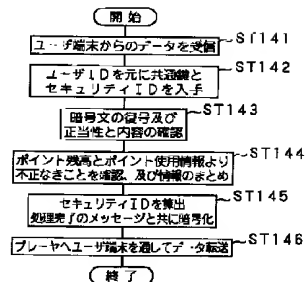 開始
ユーザ端末からのデータを受信
ST141
ユーザIDを元に共通鍵と
セキュリティIDを入手
ST142
暗号文の復号及び
正当性と内容の確認
ST143
ポイント残高とポイント使用情報より
不正なきことを確認、及び情報のまとめ
ST144
セキュリティIDを算出
処理完了のメッセージと共に暗号化
ST145
プレーヤへユーザ端末を通してデータ転送
ST146
終了